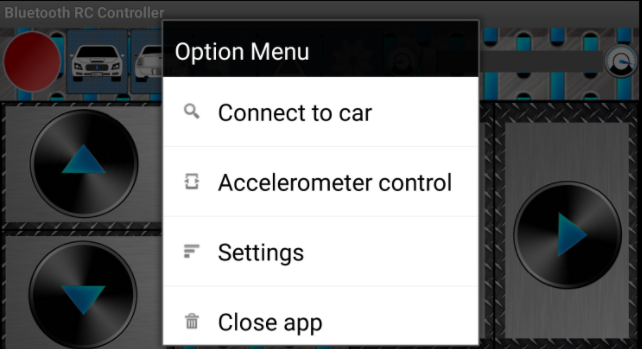 Bluetooth RC Controller
Option Menu
Connect to car
Accelerometer control
Settings
Close app